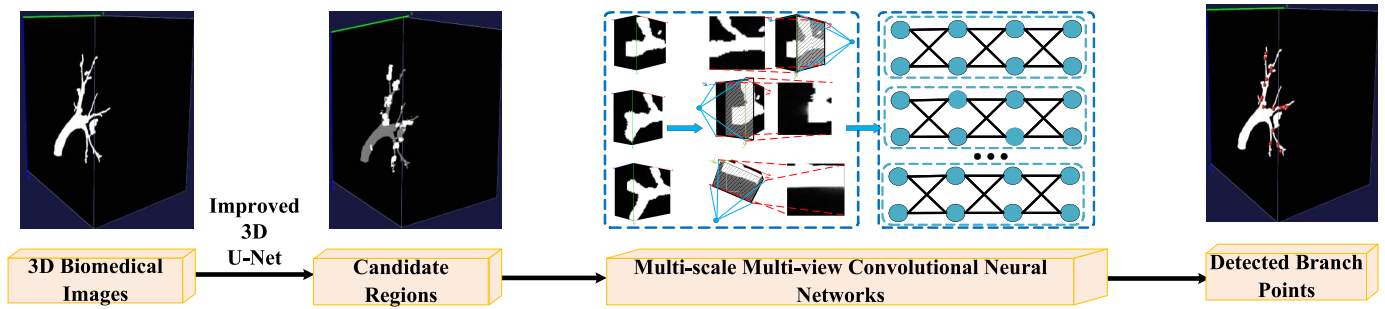 Improved
3D
U-Net
3D Biomedical
Images
Candidate
Regions
Multi-scale Multi-view Convolutional Neural
Networks
Detected Branch
Points